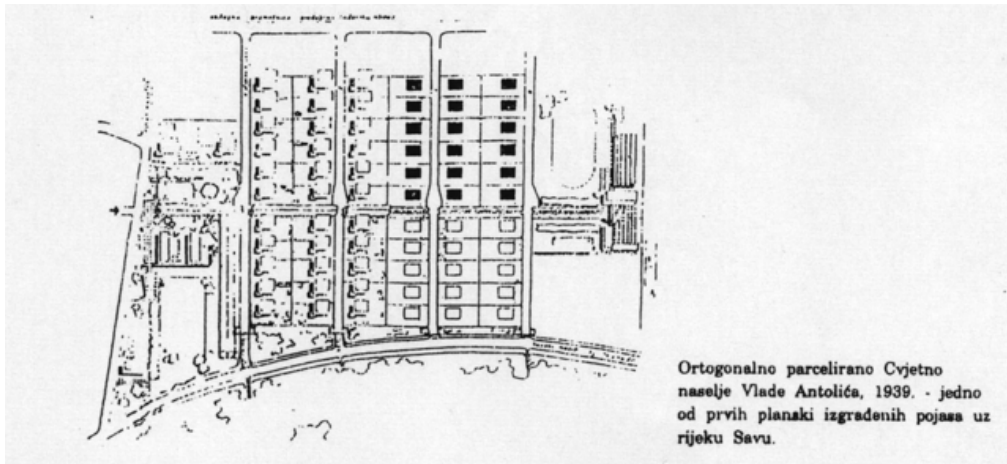 Ortogonalno parcelirano Cvjetno
naselje Vlade Antolića, 1939. - jedno
od prvih planski izgrađenih pojasa uz
rijeku Savu.